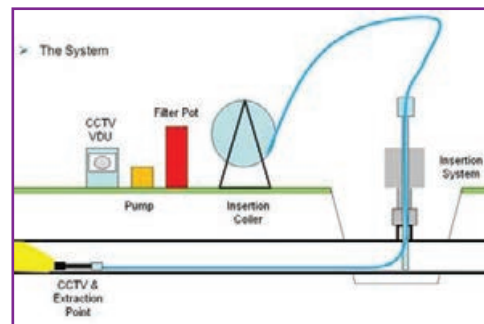 ➢ The System
Filter Pot
CCTV
VDU
Insertion
System
Pump
Insertion
Coiler
CCTV &
Extraction
Point